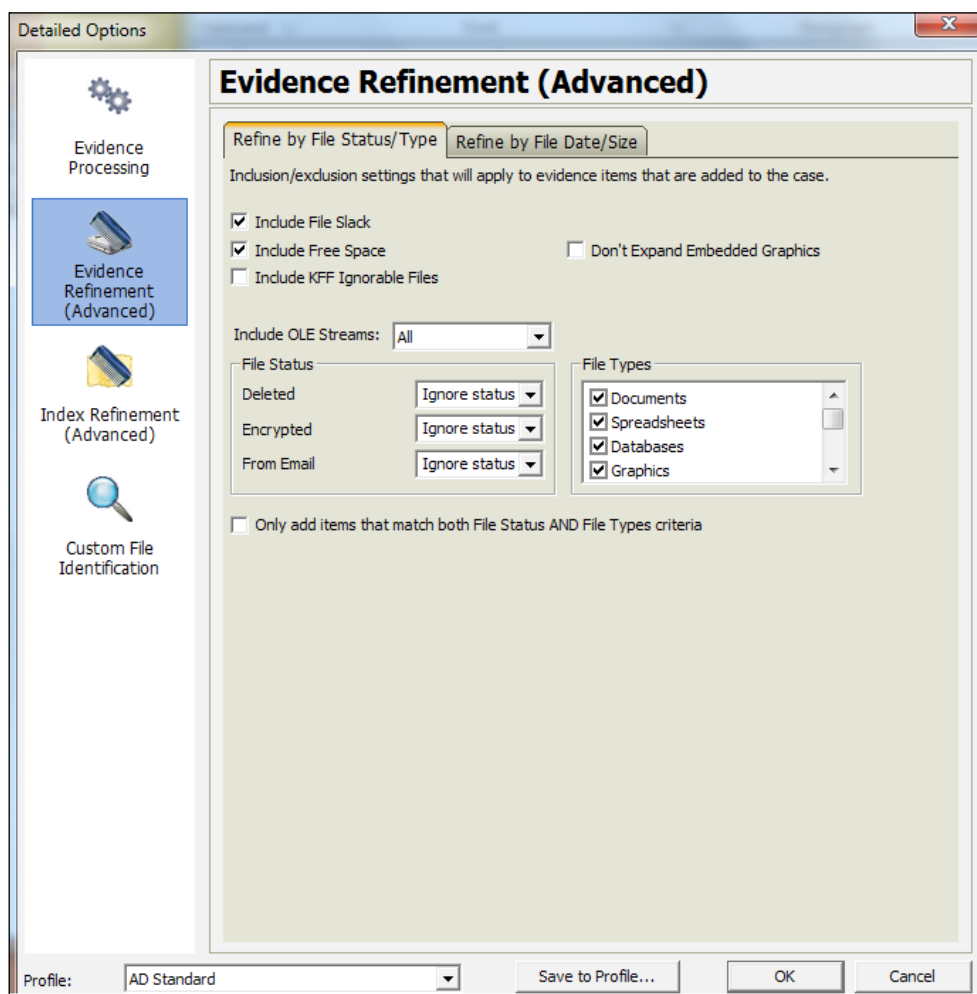 Detailed Options
Evidence
Processing
Evidence
Refinement
(Advanced)
Index Refinement
(Advanced)
Custom File
Identification
Evidence Refinement (Advanced)
Refine by File Status/Type
Refine by File Date/Size
Inclusion/exclusion settings that will apply to evidence items that are added to the case.
Include File Slack
Include Free Space
Don't Expand Embedded Graphics
Include KFF Ignorable Files
Include OLE Streams: All
File Status
Deleted Ignore status
Encrypted Ignore status
From Email Ignore status
File Types
Documents
Spreadsheets
Databases
Graphics
Only add items that match both File Status AND File Types criteria
Profile: AD Standard
Save to Profile...
OK
Cancel